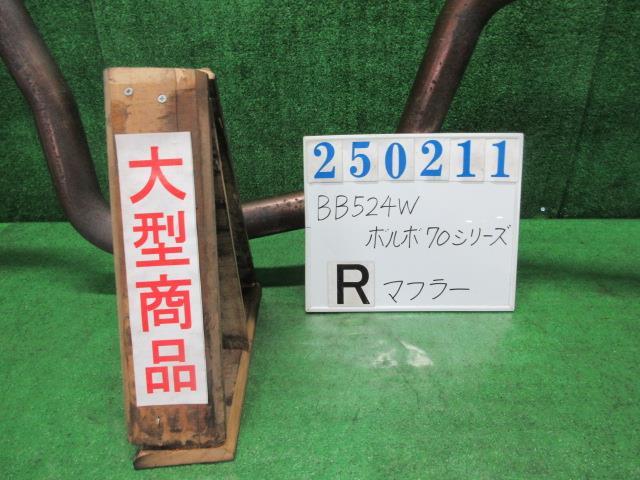 大型商品
250211
BB524W
ボルボ70シリーズ
R マフラー